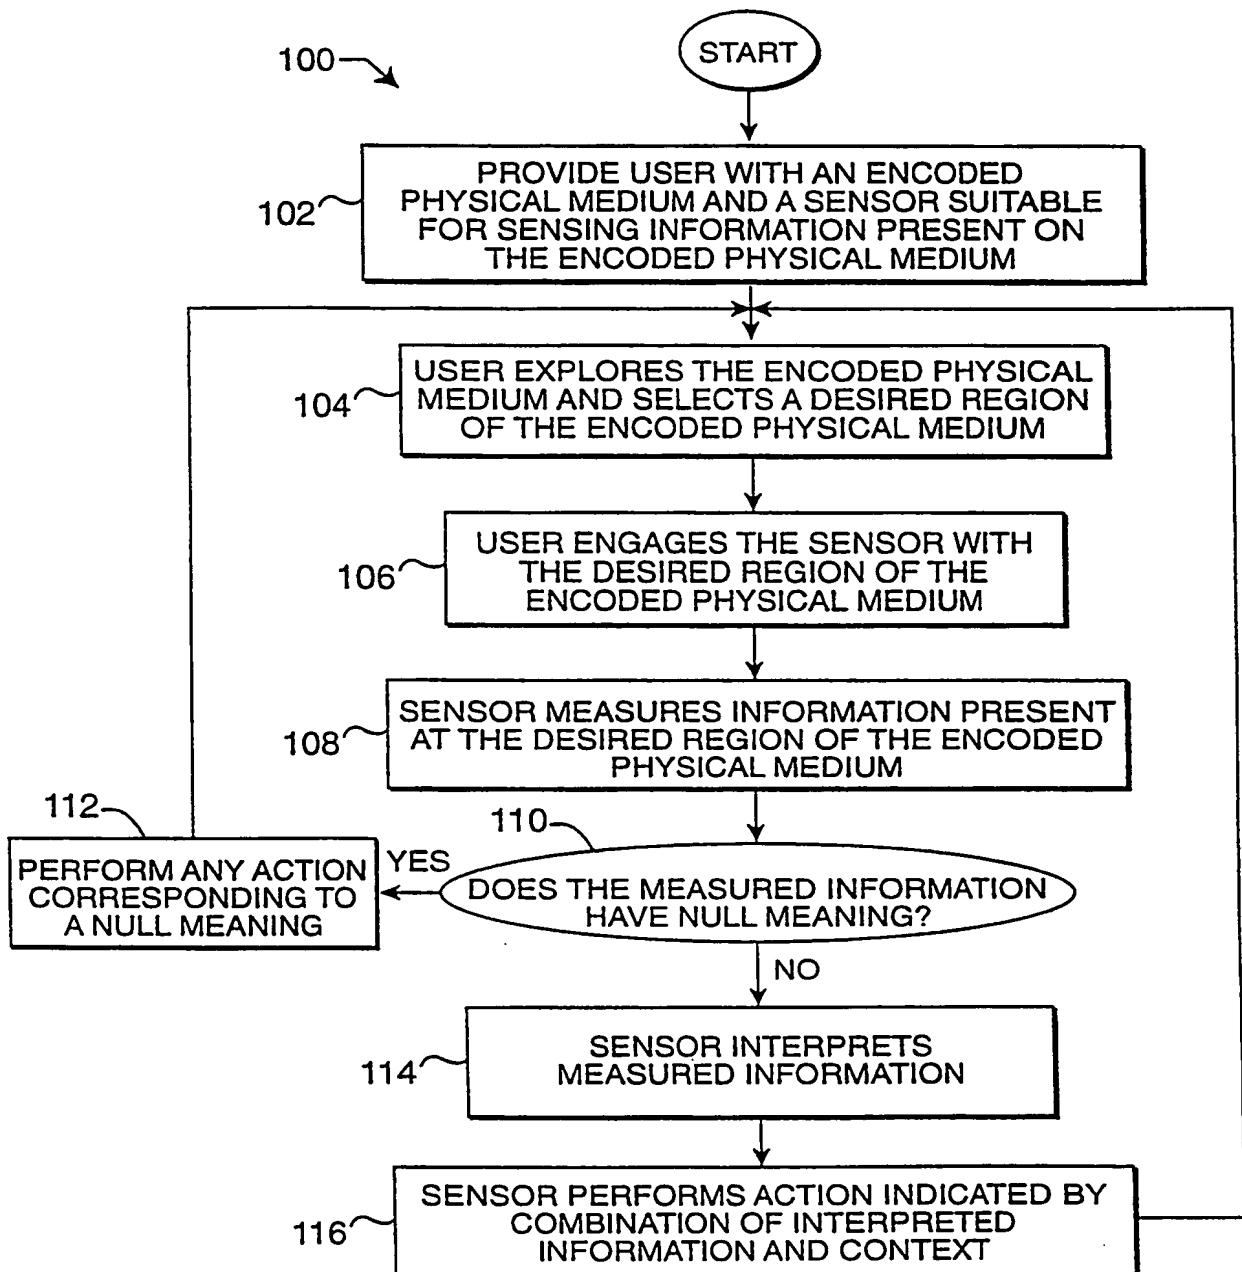 START
100
PROVIDE USER WITH AN ENCODED
PHYSICAL MEDIUM AND A SENSOR SUITABLE
FOR SENSING INFORMATION PRESENT ON
THE ENCODED PHYSICAL MEDIUM
102
USER EXPLORES THE ENCODED PHYSICAL
MEDIUM AND SELECTS A DESIRED REGION
OF THE ENCODED PHYSICAL MEDIUM
104
USER ENGAGES THE SENSOR WITH
THE DESIRED REGION OF THE
ENCODED PHYSICAL MEDIUM
106
SENSOR MEASURES INFORMATION PRESENT
AT THE DESIRED REGION OF THE ENCODED
PHYSICAL MEDIUM
108
110
DOES THE MEASURED INFORMATION
HAVE NULL MEANING?
YES
112
PERFORM ANY ACTION
CORRESPONDING TO
A NULL MEANING
NO
SENSOR INTERPRETS
MEASURED INFORMATION
114
SENSOR PERFORMS ACTION INDICATED BY
COMBINATION OF INTERPRETED
INFORMATION AND CONTEXT
116